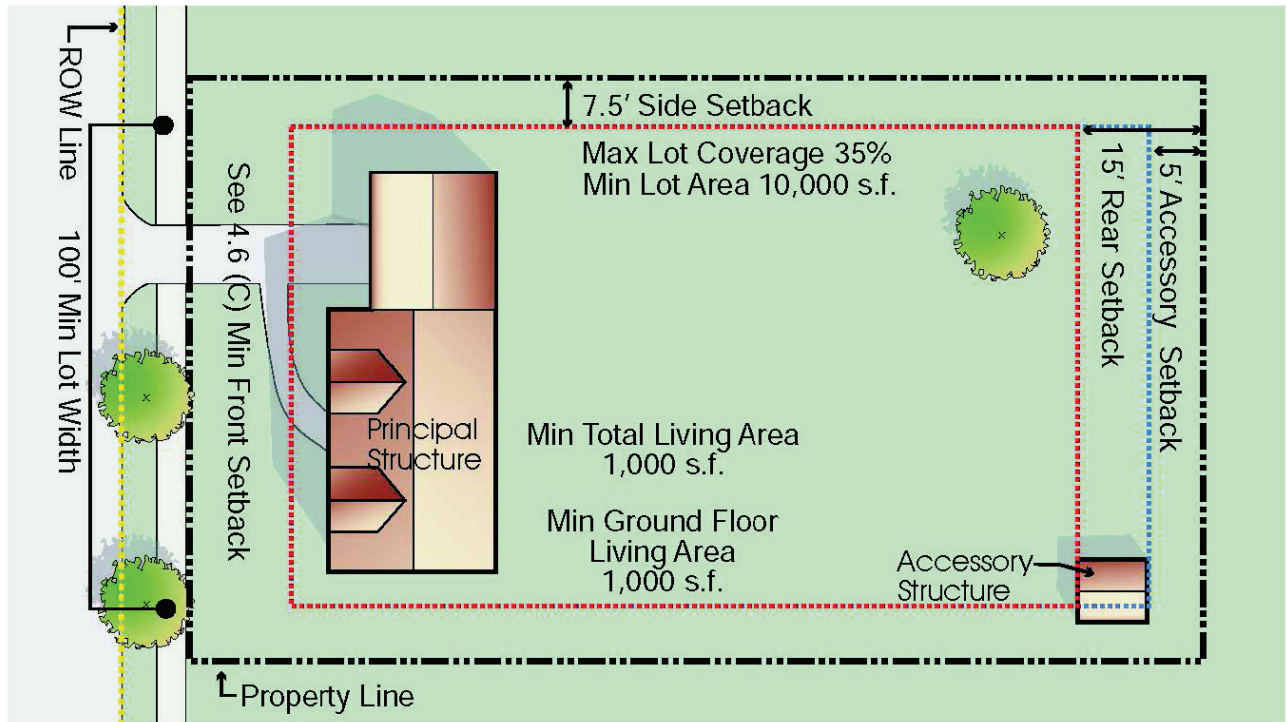 ROW Line
100' Min Lot Width
See 4.6 (C) Min Front Setback
7.5' Side Setback
Max Lot Coverage 35%
Min Lot Area 10,000 s.f.
15' Rear Setback
5' Accessory Setback
Principal
Structure
Min Total Living Area
1,000 s.f.
Min Ground Floor
Living Area
1,000 s.f.
Accessory
Structure
Property Line